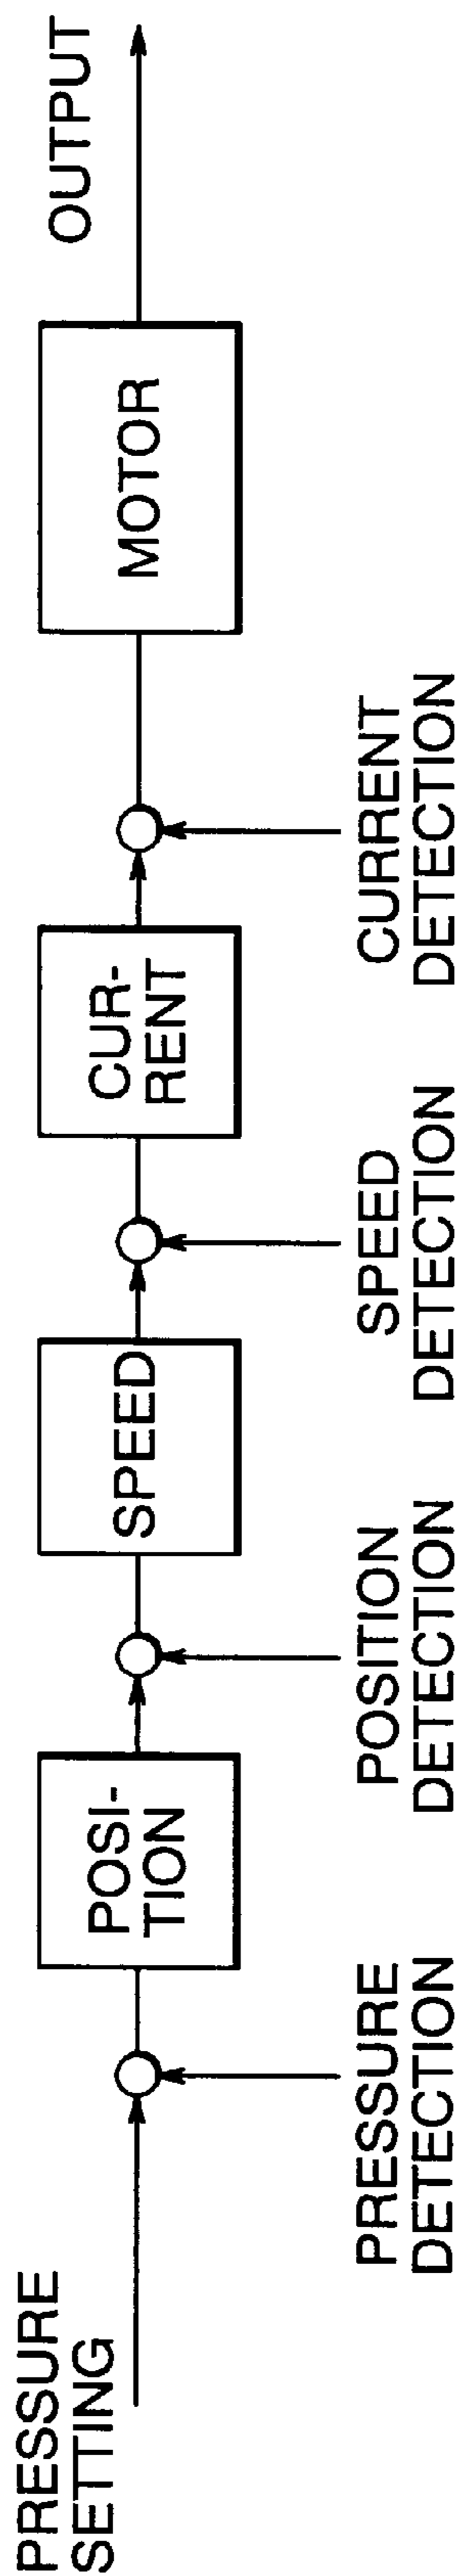 PRESSURE
SETTING
POSI-
TION
SPEED
CUR-
RENT
MOTOR
OUTPUT
PRESSURE
DETECTION
POSITION
DETECTION
SPEED
DETECTION
CURRENT
DETECTION